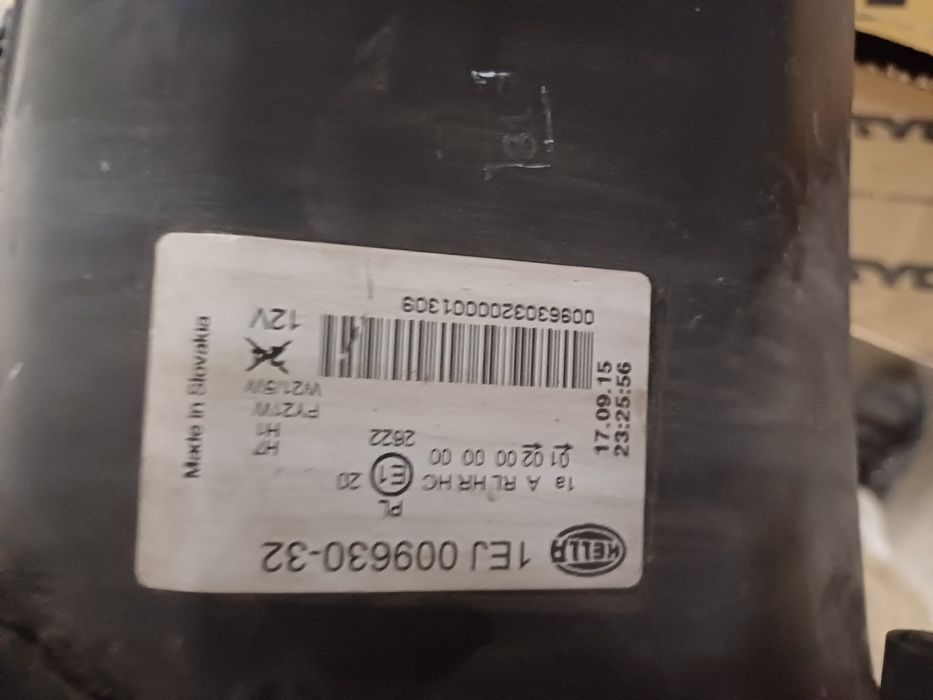 HELLA
1EJ 009630-32
PL
1a A RL HR HC E1 20
01 02 00 00 00
2622
H7
H1
PY21W
W21/5W
12V
0096303200001309
17.09.15
23:25:56
Made in Slovakia